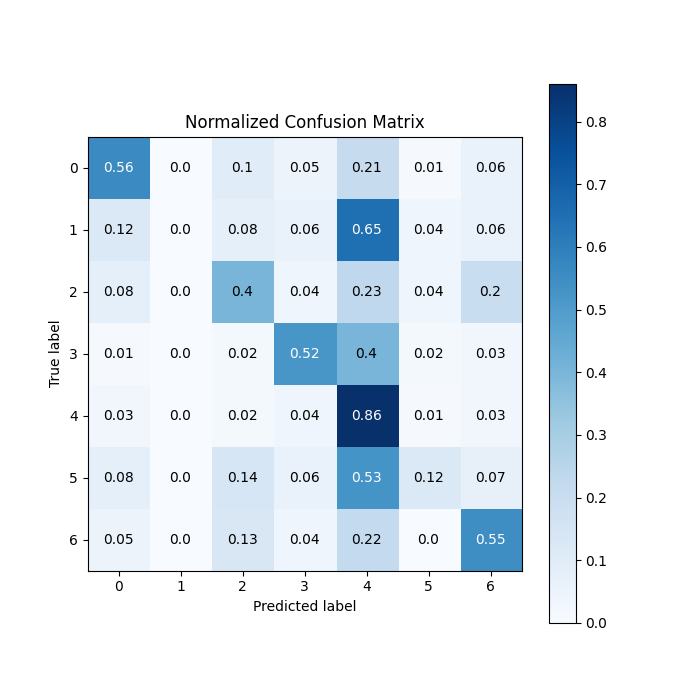 Normalized Confusion Matrix
0 0.56 0.0 0.1 0.05 0.21 0.01 0.06
1 0.12 0.0 0.08 0.06 0.65 0.04 0.06
2 0.08 0.0 0.4 0.04 0.23 0.04 0.2
3 0.01 0.0 0.02 0.52 0.4 0.02 0.03
4 0.03 0.0 0.02 0.04 0.86 0.01 0.03
5 0.08 0.0 0.14 0.06 0.53 0.12 0.07
6 0.05 0.0 0.13 0.04 0.22 0.0 0.55
0 1 2 3 4 5 6
Predicted label
True label
0.8
0.7
0.6
0.5
0.4
0.3
0.2
0.1
0.0